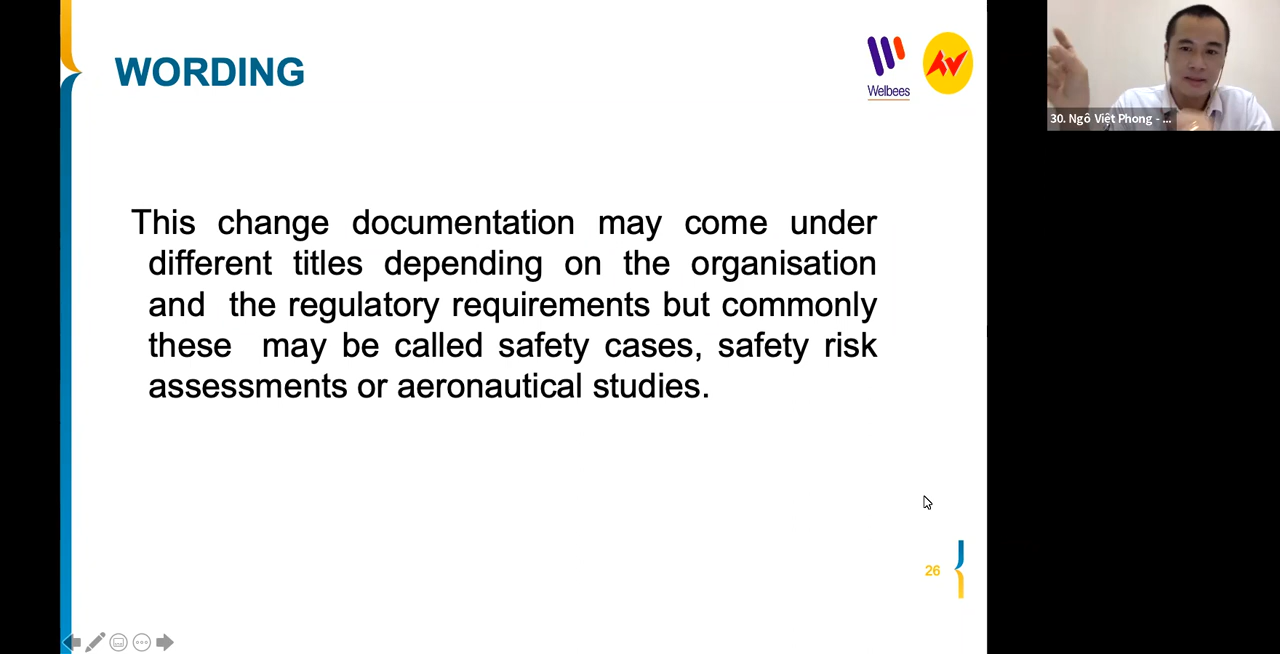 WORDING
Welbees
30. Ngô Việt Phong - ...
This change documentation may come under
different titles depending on the organisation
and the regulatory requirements but commonly
these may be called safety cases, safety risk
assessments or aeronautical studies.
26